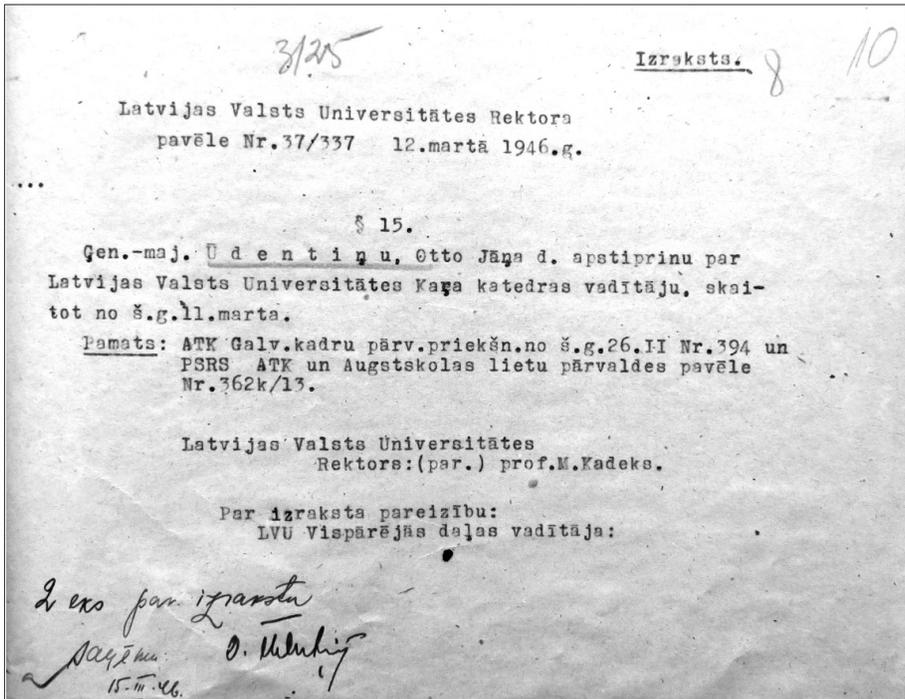 3125
Izraksts.
8
10
Latvijas Valsts Universitātes Rektora
pavēle Nr.37/337 12.martā 1946.g.
...
§ 15.
Ģen.-maj. Ū d e n t i ņ u, Otto Jāņa d. apstiprinu par
Latvijas Valsts Universitātes Kaŗa katedras vadītāju, skai-
tot no š.g.11.marta.
Pamats: ATK Galv.kadru pārv.priekšn.no š.g.26.II Nr.394 un
PSRS ATK un Augstskolas lietu pārvaldes pavēle
Nr.362k/13.
Latvijas Valsts Universitātes
Rektors:(par.) prof.M.Kadeks.
Par izraksta pareizību:
LVU Vispārējās daļas vadītāja:
2 eks par izrakstu
saņēmu
15-III-46.